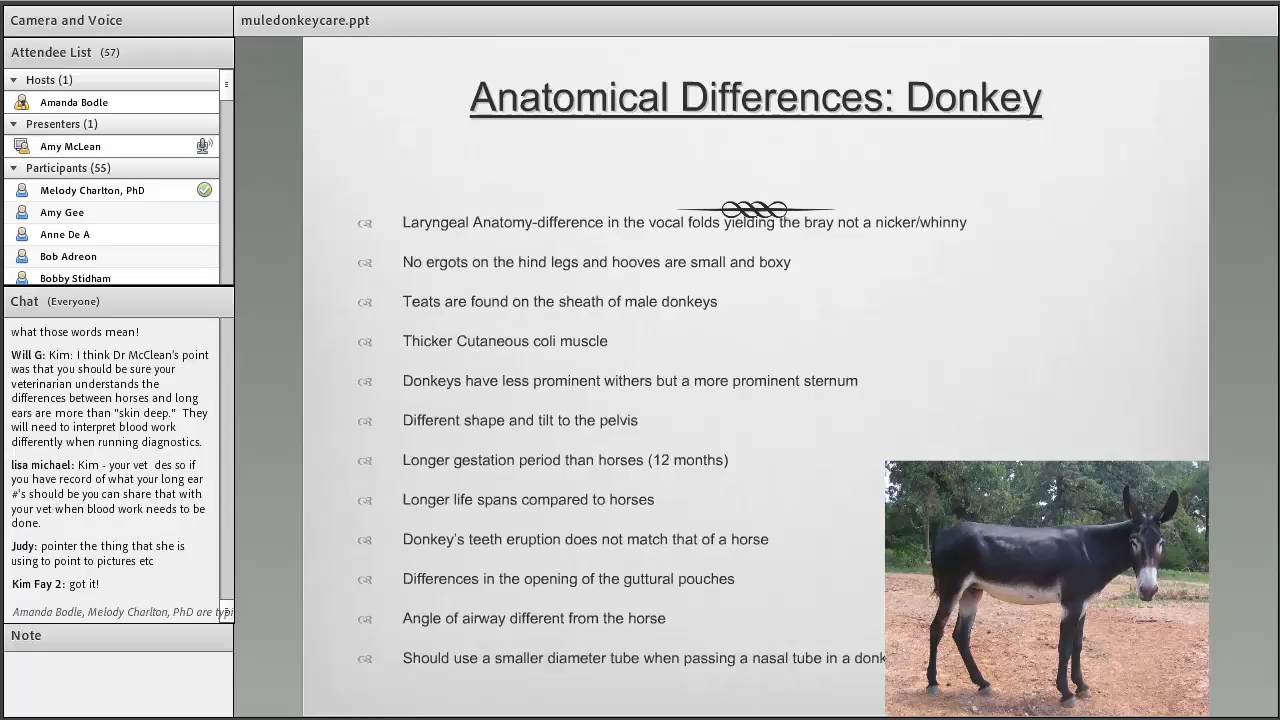 Camera and Voice
muledonkeycare.ppt
Attendee List (57)
Hosts (1)
Amanda Bodle
Presenters (1)
Amy McLean
Participants (55)
Melody Charlton, PhD
Amy Gee
Anne De A
Bob Adreon
Bobby Stidham
Chat (Everyone)
what those words mean!
Will G: Kim: I think Dr McClean's point
was that you should be sure your
veterinarian understands the
differences between horses and long
ears are more than "skin deep." They
will need to interpret blood work
differently when running diagnostics.
lisa michael: Kim - your vet des so if
you have record of what your long ear
#'s should be you can share that with
your vet when blood work needs to be
done.
Judy: pointer the thing that she is
using to point to pictures etc
Kim Fay 2: got it!
Amanda Bodle, Melody Charlton, PhD are typi
Note
Anatomical Differences: Donkey
Laryngeal Anatomy-difference in the vocal folds yielding the bray not a nicker/whinny
No ergots on the hind legs and hooves are small and boxy
Teats are found on the sheath of male donkeys
Thicker Cutaneous coli muscle
Donkeys have less prominent withers but a more prominent sternum
Different shape and tilt to the pelvis
Longer gestation period than horses (12 months)
Longer life spans compared to horses
Donkey's teeth eruption does not match that of a horse
Differences in the opening of the guttural pouches
Angle of airway different from the horse
Should use a smaller diameter tube when passing a nasal tube in a donk